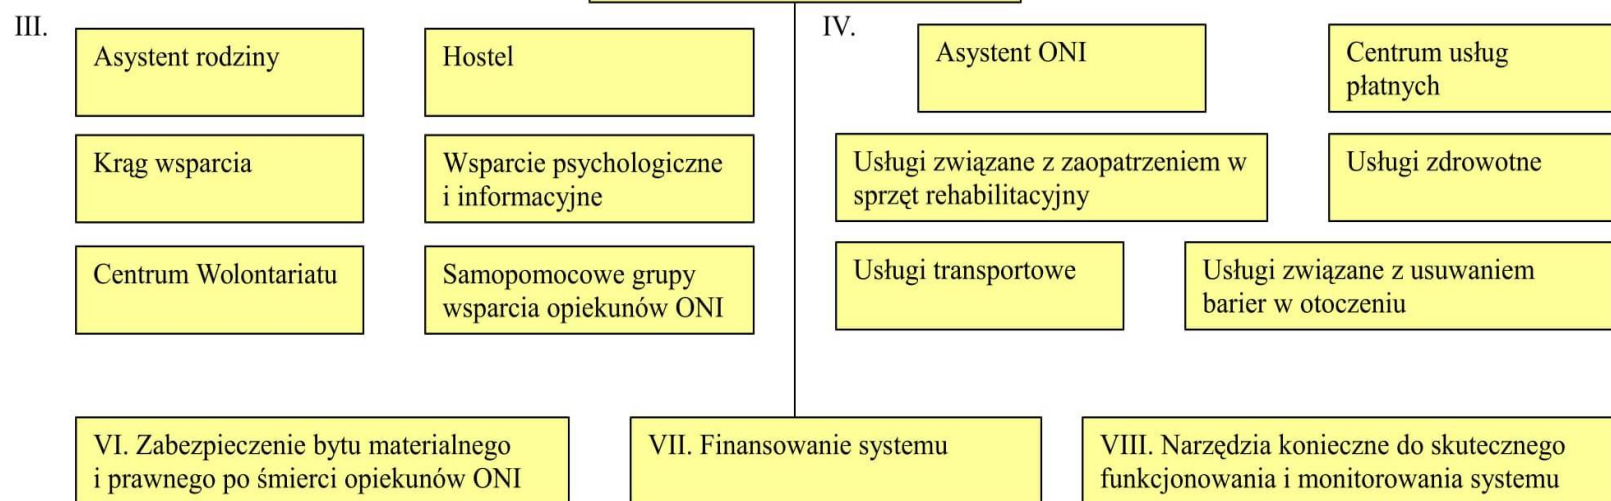 III.
Asystent rodziny
Hostel
Krąg wsparcia
Wsparcie psychologiczne
i informacyjne
Centrum Wolontariatu
Samopomocowe grupy
wsparcia opiekunów ONI
IV.
Asystent ONI
Centrum usług
płatnych
Usługi związane z zaopatrzeniem w
sprzęt rehabilitacyjny
Usługi zdrowotne
Usługi transportowe
Usługi związane z usuwaniem
barier w otoczeniu
VI. Zabezpieczenie bytu materialnego
i prawnego po śmierci opiekunów ONI
VII. Finansowanie systemu
VIII. Narzędzia konieczne do skutecznego
funkcjonowania i monitorowania systemu